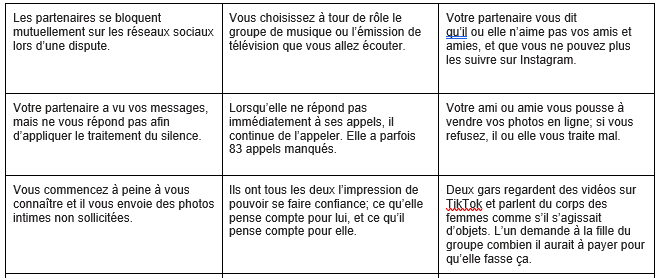 Les partenaires se bloquent
mutuellement sur les réseaux sociaux
lors d'une dispute.
Vous choisissez à tour de rôle le
groupe de musique ou l'émission de
télévision que vous allez écouter.
Votre partenaire vous dit
qu'il ou elle n'aime pas vos amis et
amies, et que vous ne pouvez plus
les suivre sur Instagram.
Votre partenaire a vu vos messages,
mais ne vous répond pas afin
d'appliquer le traitement du silence.
Lorsqu'elle ne répond pas
immédiatement à ses appels, il
continue de l'appeler. Elle a parfois
83 appels manqués.
Votre ami ou amie vous pousse à
vendre vos photos en ligne; si vous
refusez, il ou elle vous traite mal.
Vous commencez à peine à vous
connaître et il vous envoie des photos
intimes non sollicitées.
Ils ont tous les deux l'impression de
pouvoir se faire confiance; ce qu'elle
pense compte pour lui, et ce qu'il
pense compte pour elle.
Deux gars regardent des vidéos sur
TikTok et parlent du corps des
femmes comme s'il s'agissait
d'objets. L'un demande à la fille du
groupe combien il aurait à payer pour
qu'elle fasse ça.